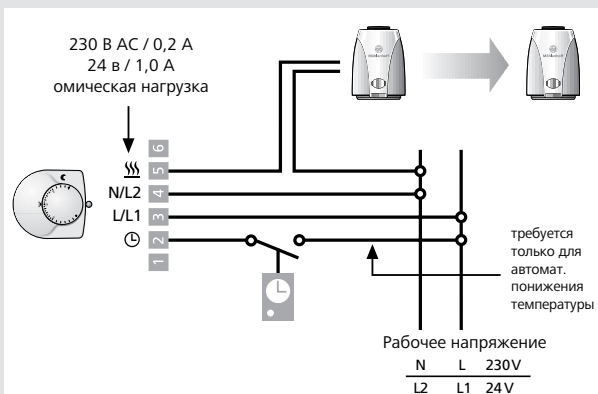 230 В AC / 0,2 А
24 в / 1,0 А
омическая нагрузка
6
5
N/L2
4
L/L1
3
2
1
требуется
только для
автомат.
понижения
температуры
Рабочее напряжение
N L 230V
L2 L1 24V